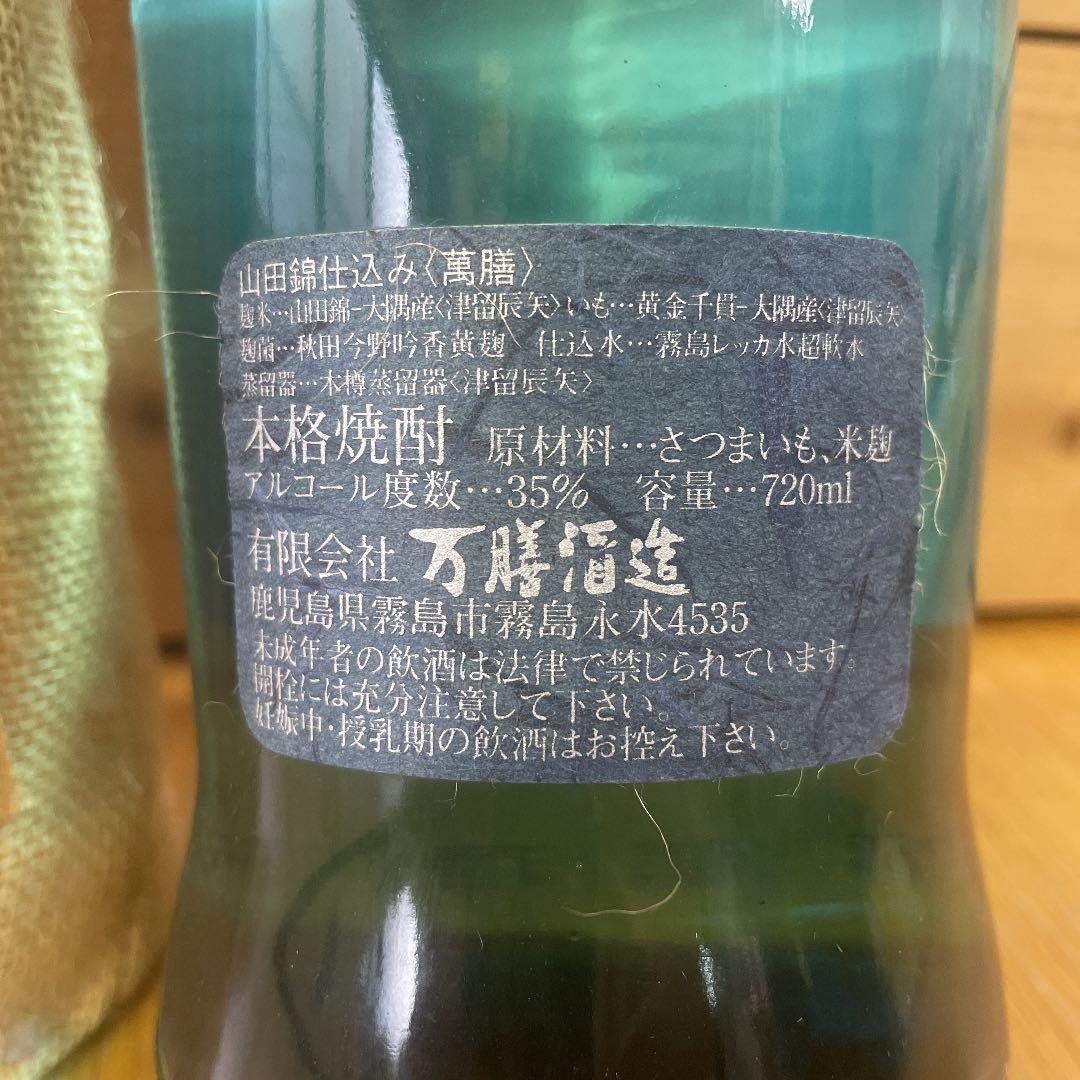 山田錦仕込み〈萬膳〉
麹米…山田錦-大隅産〈津留辰矢〉いも…黄金千貫-大隅産〈津留辰矢〉
麹菌…秋田今野吟香黄麹　仕込水…霧島レッカ水超軟水
蒸留器…木樽蒸留器〈津留辰矢〉
本格焼酎　原材料…さつまいも、米麹
アルコール度数…35%　容量…720ml
有限会社 万膳酒造
鹿児島県霧島市霧島永水4535
未成年者の飲酒は法律で禁じられています。
開栓には充分注意して下さい。
妊娠中・授乳期の飲酒はお控え下さい。